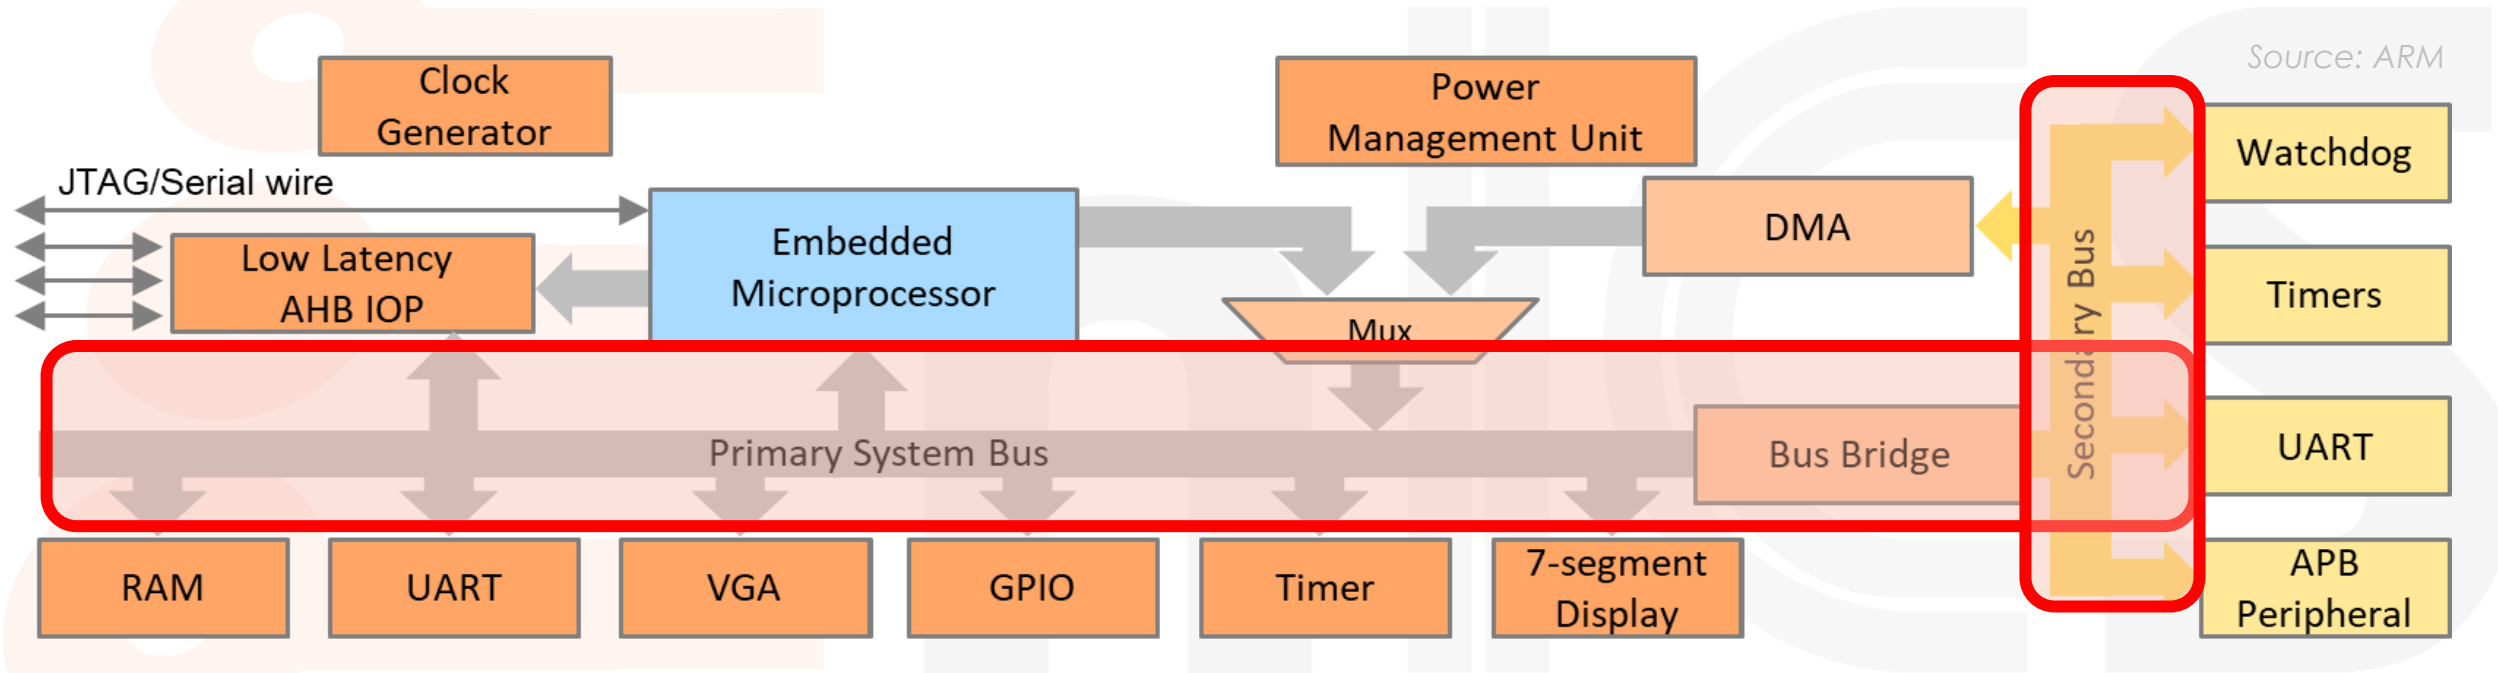 Source: ARM
Clock
Generator
Power
Management Unit
Watchdog
JTAG/Serial wire
Embedded
Microprocessor
DMA
Low Latency
AHB IOP
Timers
Mux
Secondary Bus
Primary System Bus
Bus Bridge
UART
RAM
UART
VGA
GPIO
Timer
7-segment
Display
APB
Peripheral